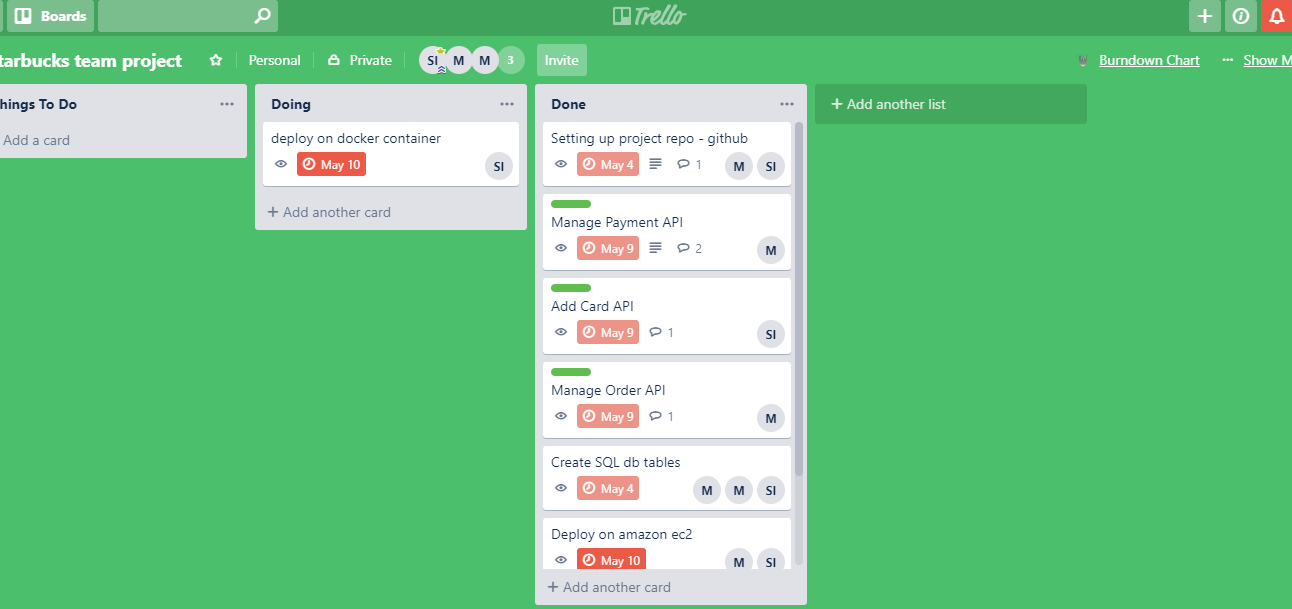 Boards
Trello
tarbucks team project
Personal
Private
SI M M 3
Invite
Burndown Chart
... Show M
hings To Do
Add a card
Doing
deploy on docker container
May 10
SI
+ Add another card
Done
Setting up project repo - github
May 4 1 M SI
Manage Payment API
May 9 2 M
Add Card API
May 9 1 SI
Manage Order API
May 9 1 M
Create SQL db tables
May 4 M M SI
Deploy on amazon ec2
May 10 M SI
+ Add another card
+ Add another list